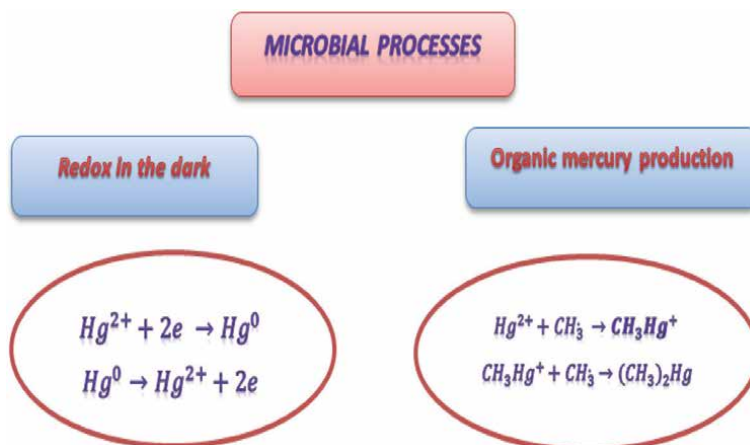 MICROBIAL PROCESSES
Redox in the dark
Organic mercury production
Hg²⁺ + 2e → Hg⁰
Hg⁰ → Hg²⁺ + 2e
Hg²⁺ + CH₃̇ → CH₃Hg⁺
CH₃Hg⁺ + CH₃̇ → (CH₃)₂Hg